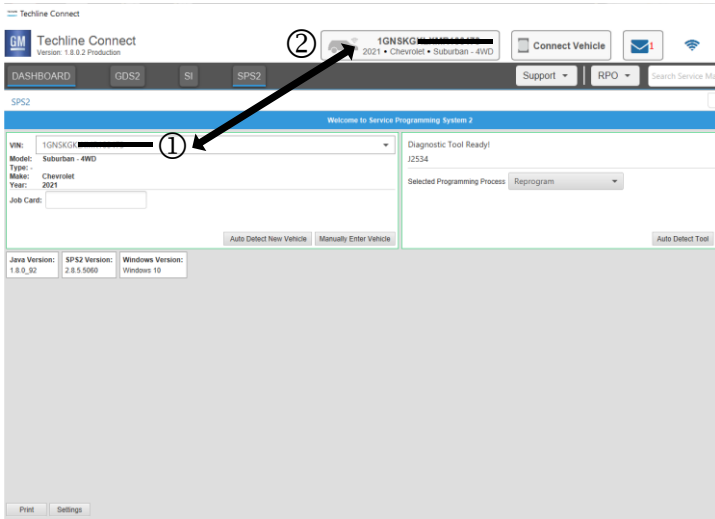 Techline Connect
GM
Techline Connect
Version: 1.8.0.2 Production
②
2021 • Chevrolet • Suburban - 4WD
Connect Vehicle
1
DASHBOARD GDS2 SI SPS2
Support
RPO
Search Service Ma
SPS2
Welcome to Service Programming System 2
VIN: 1GNSKGK
①
Model: Suburban - 4WD
Type: -
Make: Chevrolet
Year: 2021
Job Card:
Auto Detect New Vehicle Manually Enter Vehicle
Diagnostic Tool Ready!
J2534
Selected Programming Process Reprogram
Auto Detect Tool
Java Version: SPS2 Version: Windows Version:
1.8.0_92 2.8.5.5060 Windows 10
Print Settings